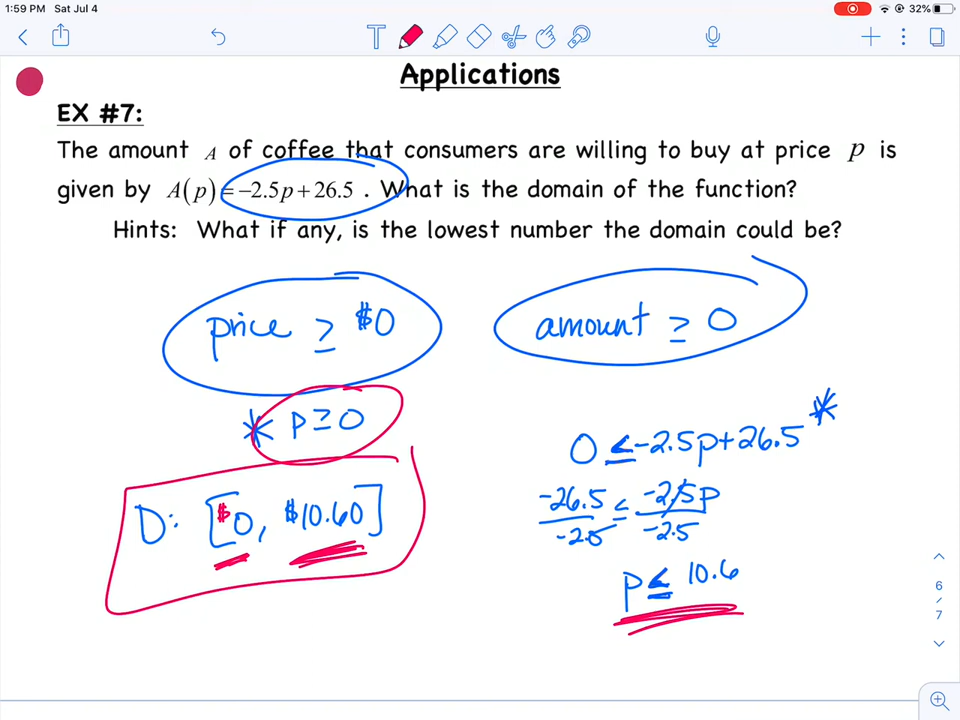 1:59 PM Sat Jul 4
32%
Applications
EX #7:
The amount A of coffee that consumers are willing to buy at price p is
given by A(p)=−2.5p+26.5 . What is the domain of the function?
Hints: What if any, is the lowest number the domain could be?
price ≥ $0
amount ≥ 0
* p≥0
0 ≤ -2.5p+26.5 *
-26.5 ≤ -2.5p
-2.5 -2.5
p ≤ 10.6
D: [$0, $10.60]
6
/
7